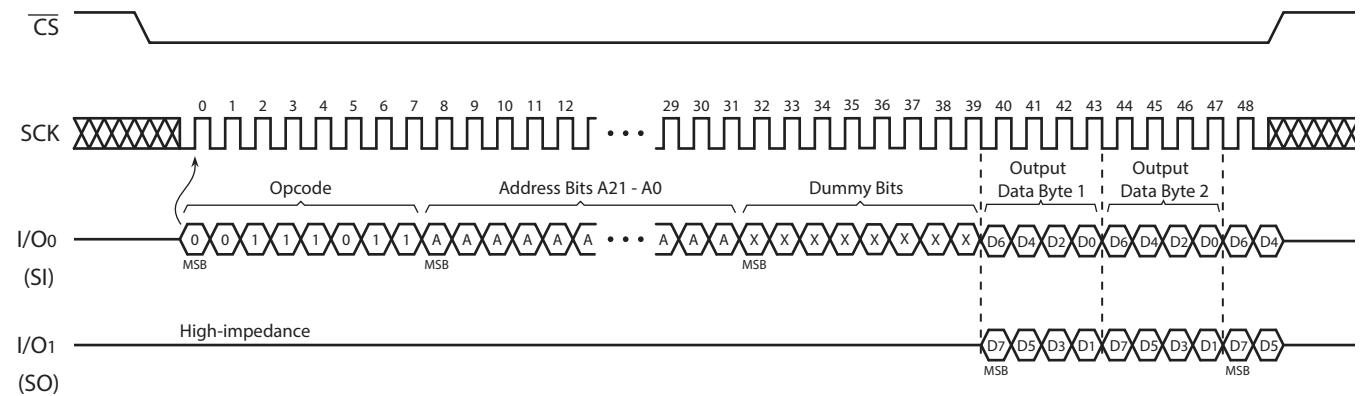 CS
0 1 2 3 4 5 6 7 8 9 10 11 12 29 30 31 32 33 34 35 36 37 38 39 40 41 42 43 44 45 46 47 48
SCK
Opcode Address Bits A21 - A0 Dummy Bits Output Data Byte 1 Output Data Byte 2
I/O0 0 0 1 1 1 0 1 1 A A A A A A A A A X X X X X X X X D6 D4 D2 D0 D6 D4 D2 D0 D6 D4
(SI) MSB MSB MSB
High-impedance
I/O1 D7 D5 D3 D1 D7 D5 D3 D1 D7 D5
(SO) MSB MSB